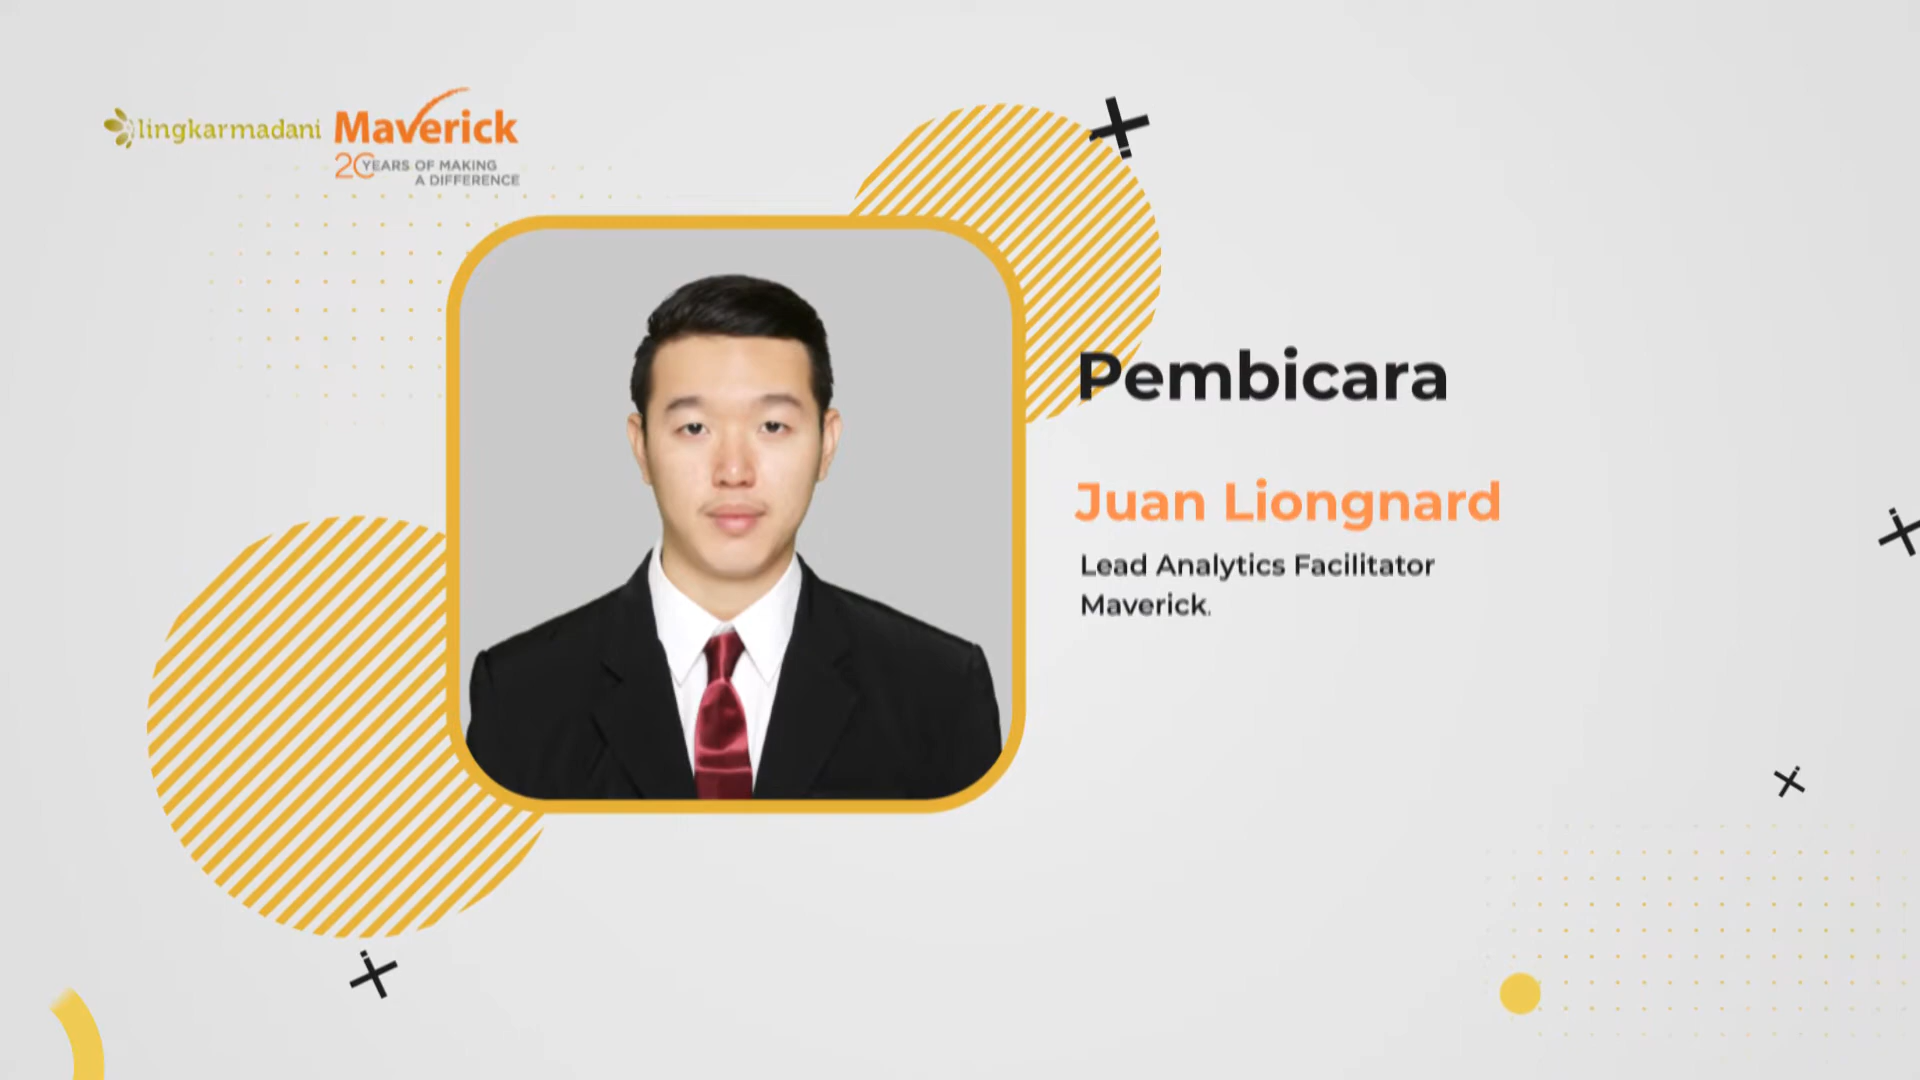 lingkarmadani
Maverick
20 YEARS OF MAKING
A DIFFERENCE
Pembicara
Juan Liongnard
Lead Analytics Facilitator
Maverick.